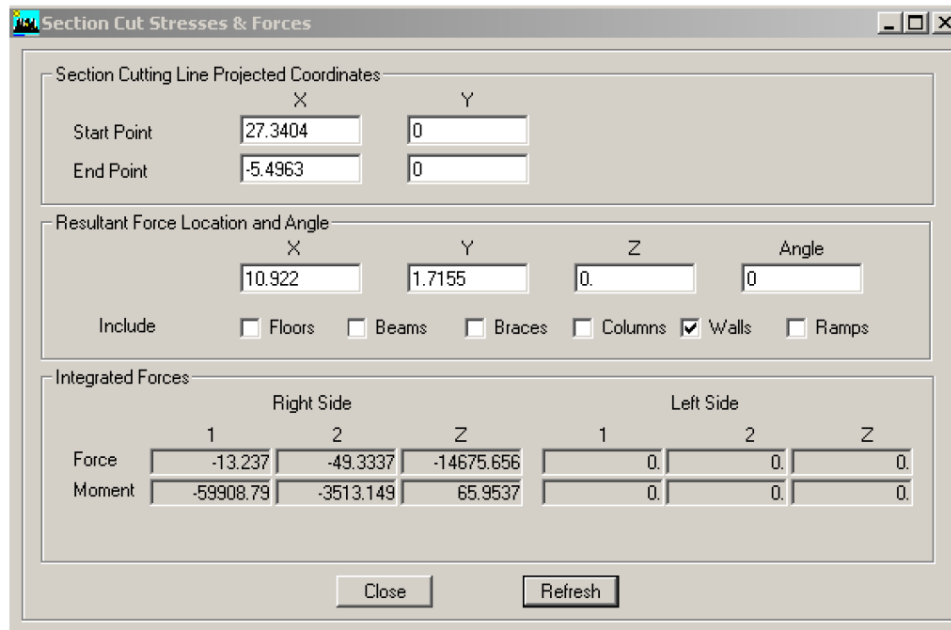 Section Cut Stresses & Forces
Section Cutting Line Projected Coordinates
X Y
Start Point 27.3404 0
End Point -5.4963 0
Resultant Force Location and Angle
X Y Z Angle
10.922 1.7155 0. 0
Include Floors Beams Braces Columns Walls Ramps
Integrated Forces
Right Side Left Side
1 2 Z 1 2 Z
Force -13.237 -49.3337 -14675.656 0. 0. 0.
Moment -59908.79 -3513.149 65.9537 0. 0. 0.
Close Refresh